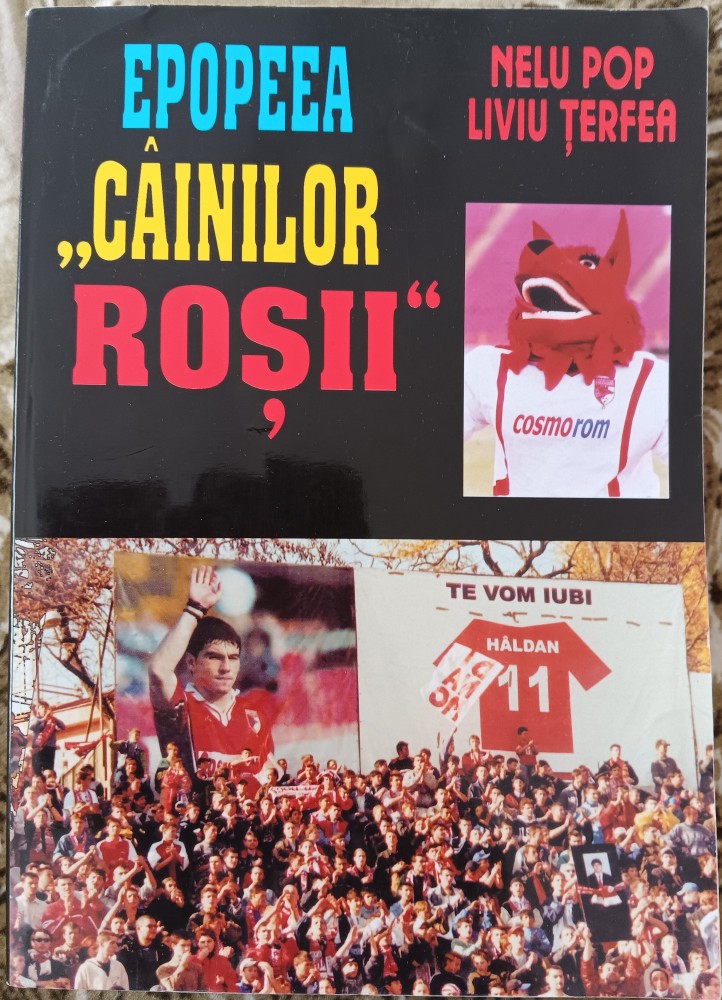 EPOPEEA
„CÂINILOR
ROȘII“
NELU POP
LIVIU ȚERFEA
cosmorom
TE VOM IUBI
HÂLDAN
11